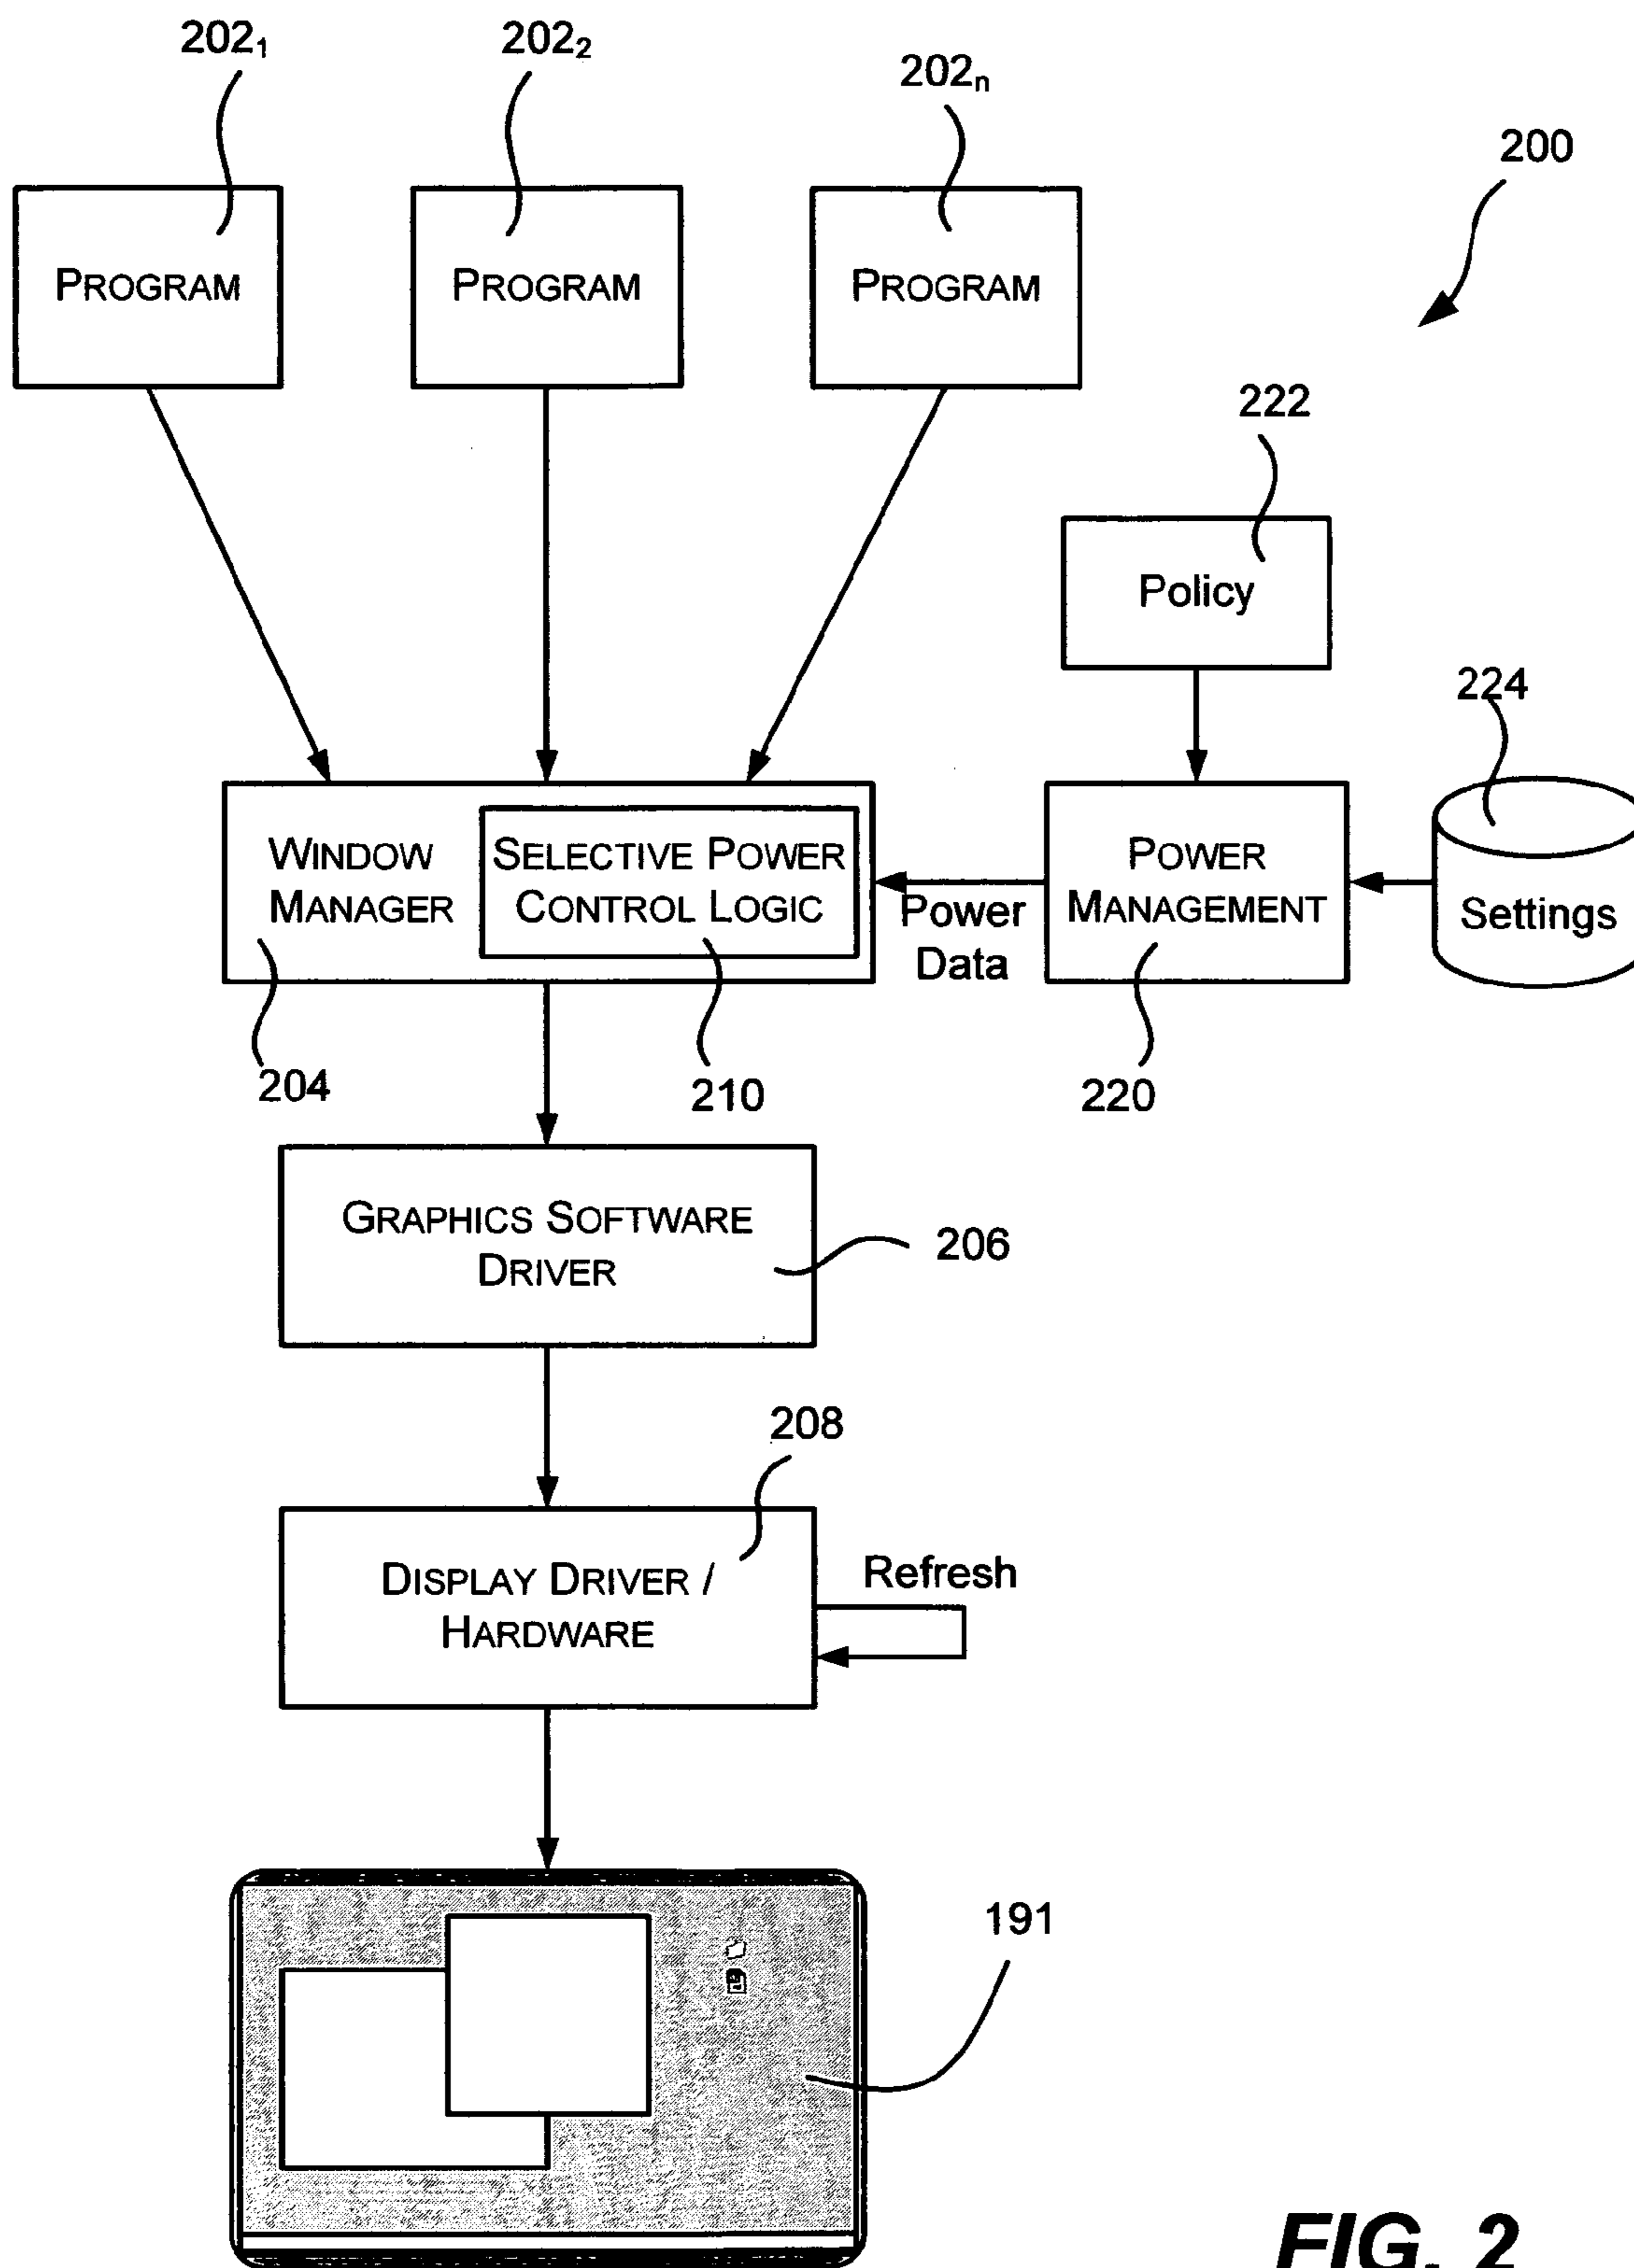 202₁
202₂
202ₙ
200
PROGRAM
PROGRAM
PROGRAM
222
Policy
224
WINDOW
MANAGER
SELECTIVE POWER
CONTROL LOGIC
Power
Data
POWER
MANAGEMENT
Settings
204
210
220
GRAPHICS SOFTWARE
DRIVER
206
208
DISPLAY DRIVER /
HARDWARE
Refresh
191
FIG. 2